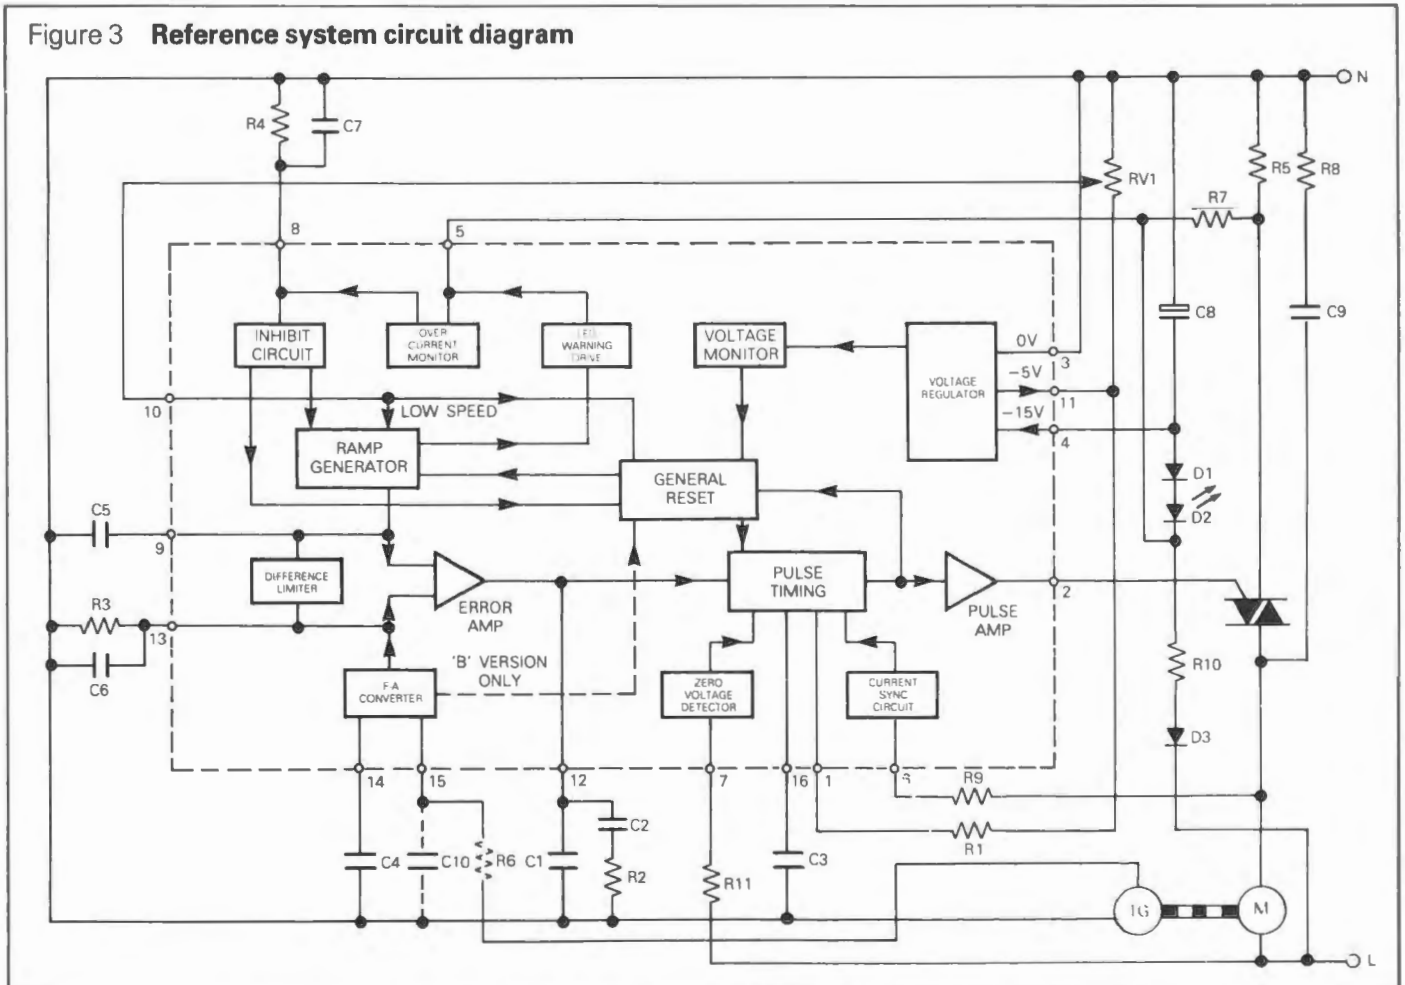 Figure 3 Reference system circuit diagram
N
R4
C7
RV1
R5
R8
R7
8
5
C8
C9
INHIBIT
CIRCUIT
OVER
CURRENT
MONITOR
LED
WARNING
DRIVE
VOLTAGE
MONITOR
VOLTAGE
REGULATOR
0V
3
-5V
11
-15V
4
10
LOW SPEED
RAMP
GENERATOR
GENERAL
RESET
D1
D2
C5
9
DIFFERENCE
LIMITER
ERROR
AMP
PULSE
TIMING
PULSE
AMP
2
R3
13
C6
'B' VERSION
ONLY
F-A
CONVERTER
ZERO
VOLTAGE
DETECTOR
CURRENT
SYNC
CIRCUIT
R10
D3
14
15
12
7
16
1
R9
R1
C4
C10
R6
C1
C2
R2
R11
C3
TG
M
L